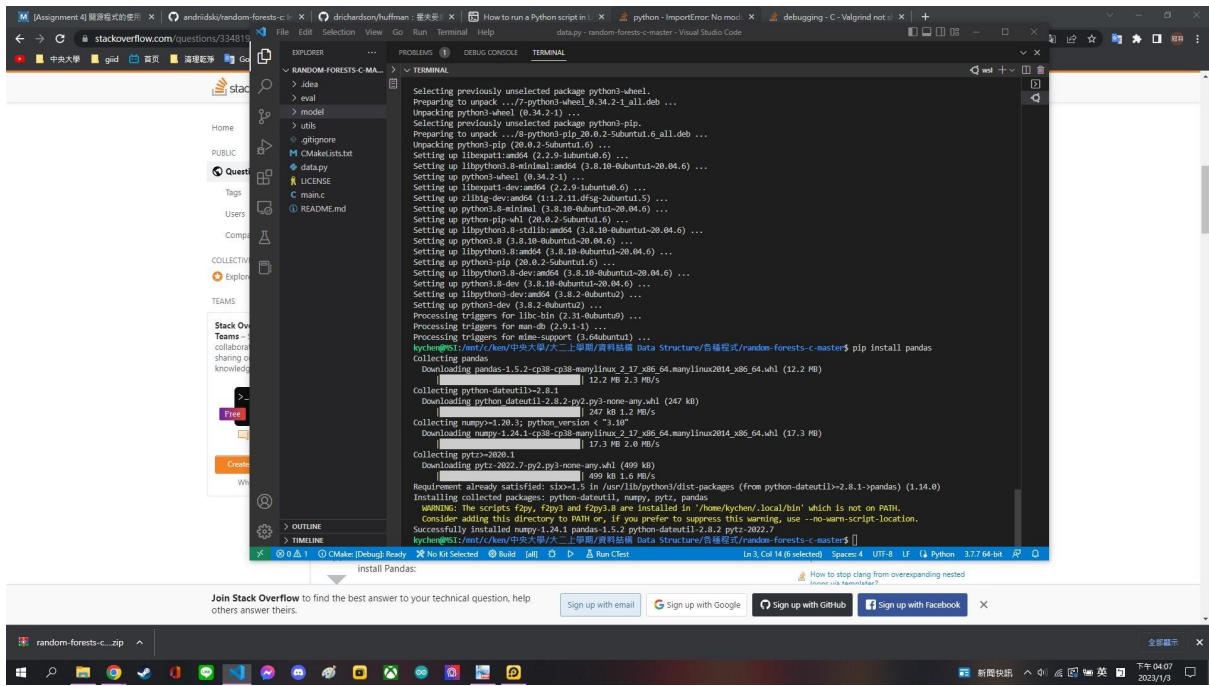 [Assignment 4] 開源程式的使用
andriidski/random-forests-c: In
drichardson/huffman : 霍夫曼
How to run a Python script in L
python - ImportError: No mod
debugging - C - Valgrind not s
stackoverflow.com/questions/334819
中央大學
giid
首頁
清理乾淨
File Edit Selection View Go Run Terminal Help
data.py - random-forests-c-master - Visual Studio Code
stac
Home
PUBLIC
Questi
Tags
Users
Compa
COLLECTIV
Explor
TEAMS
Stack Ov
Teams –
collaborat
sharing o
knowledg
Free
Create
Wh
EXPLORER
RANDOM-FORESTS-C-MA...
.idea
eval
model
utils
.gitignore
CMakeLists.txt
data.py
LICENSE
main.c
README.md
OUTLINE
TIMELINE
PROBLEMS 1 DEBUG CONSOLE TERMINAL
TERMINAL
wsl
Selecting previously unselected package python3-wheel.
Preparing to unpack .../7-python3-wheel_0.34.2-1_all.deb ...
Unpacking python3-wheel (0.34.2-1) ...
Selecting previously unselected package python3-pip.
Preparing to unpack .../8-python3-pip_20.0.2-5ubuntu1.6_all.deb ...
Unpacking python3-pip (20.0.2-5ubuntu1.6) ...
Setting up libexpat1:amd64 (2.2.9-1ubuntu0.6) ...
Setting up libpython3.8-minimal:amd64 (3.8.10-0ubuntu1~20.04.6) ...
Setting up python3-wheel (0.34.2-1) ...
Setting up libexpat1-dev:amd64 (2.2.9-1ubuntu0.6) ...
Setting up zlib1g-dev:amd64 (1:1.2.11.dfsg-2ubuntu1.5) ...
Setting up python3.8-minimal (3.8.10-0ubuntu1~20.04.6) ...
Setting up python-pip-whl (20.0.2-5ubuntu1.6) ...
Setting up libpython3.8-stdlib:amd64 (3.8.10-0ubuntu1~20.04.6) ...
Setting up python3.8 (3.8.10-0ubuntu1~20.04.6) ...
Setting up libpython3.8:amd64 (3.8.10-0ubuntu1~20.04.6) ...
Setting up python3-pip (20.0.2-5ubuntu1.6) ...
Setting up libpython3.8-dev:amd64 (3.8.10-0ubuntu1~20.04.6) ...
Setting up python3.8-dev (3.8.10-0ubuntu1~20.04.6) ...
Setting up libpython3-dev:amd64 (3.8.2-0ubuntu2) ...
Setting up python3-dev (3.8.2-0ubuntu2) ...
Processing triggers for libc-bin (2.31-0ubuntu9) ...
Processing triggers for man-db (2.9.1-1) ...
Processing triggers for mime-support (3.64ubuntu1) ...
kychen@MSI:/mnt/c/ken/中央大學/大二上學期/資料結構 Data Structure/各種程式/random-forests-c-master$ pip install pandas
Collecting pandas
Downloading pandas-1.5.2-cp38-cp38-manylinux_2_17_x86_64.manylinux2014_x86_64.whl (12.2 MB)
| 12.2 MB 2.3 MB/s
Collecting python-dateutil>=2.8.1
Downloading python_dateutil-2.8.2-py2.py3-none-any.whl (247 kB)
| 247 kB 1.2 MB/s
Collecting numpy>=1.20.3; python_version < "3.10"
Downloading numpy-1.24.1-cp38-cp38-manylinux_2_17_x86_64.manylinux2014_x86_64.whl (17.3 MB)
| 17.3 MB 2.0 MB/s
Collecting pytz>=2020.1
Downloading pytz-2022.7-py2.py3-none-any.whl (499 kB)
| 499 kB 1.6 MB/s
Requirement already satisfied: six>=1.5 in /usr/lib/python3/dist-packages (from python-dateutil>=2.8.1->pandas) (1.14.0)
Installing collected packages: python-dateutil, numpy, pytz, pandas
WARNING: The scripts f2py, f2py3 and f2py3.8 are installed in '/home/kychen/.local/bin' which is not on PATH.
Consider adding this directory to PATH or, if you prefer to suppress this warning, use --no-warn-script-location.
Successfully installed numpy-1.24.1 pandas-1.5.2 python-dateutil-2.8.2 pytz-2022.7
kychen@MSI:/mnt/c/ken/中央大學/大二上學期/資料結構 Data Structure/各種程式/random-forests-c-master$
0 1 CMake: [Debug]: Ready No Kit Selected Build [all] Run CTest Ln 3, Col 14 (6 selected) Spaces: 4 UTF-8 LF Python 3.7.7 64-bit
install Pandas:
How to stop clang from overexpanding nested
loops via templates?
Join Stack Overflow to find the best answer to your technical question, help
others answer theirs.
Sign up with email
Sign up with Google
Sign up with GitHub
Sign up with Facebook
random-forests-c....zip
全部顯示
新聞快訊
英
下午 04:07
2023/1/3